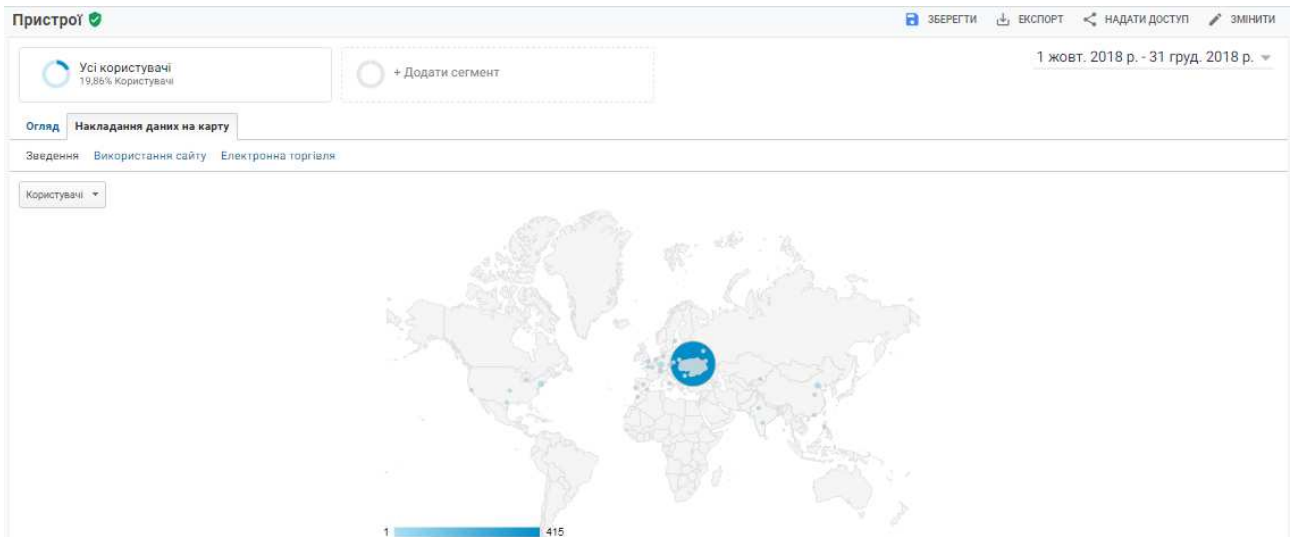 Пристрої
ЗБЕРЕГТИ ЕКСПОРТ НАДАТИ ДОСТУП ЗМІНИТИ
Усі користувачі
19,86% Користувачі
+ Додати сегмент
1 жовт. 2018 р. - 31 груд. 2018 р.
Огляд Накладання даних на карту
Зведення Використання сайту Електронна торгівля
Користувачі
1 415